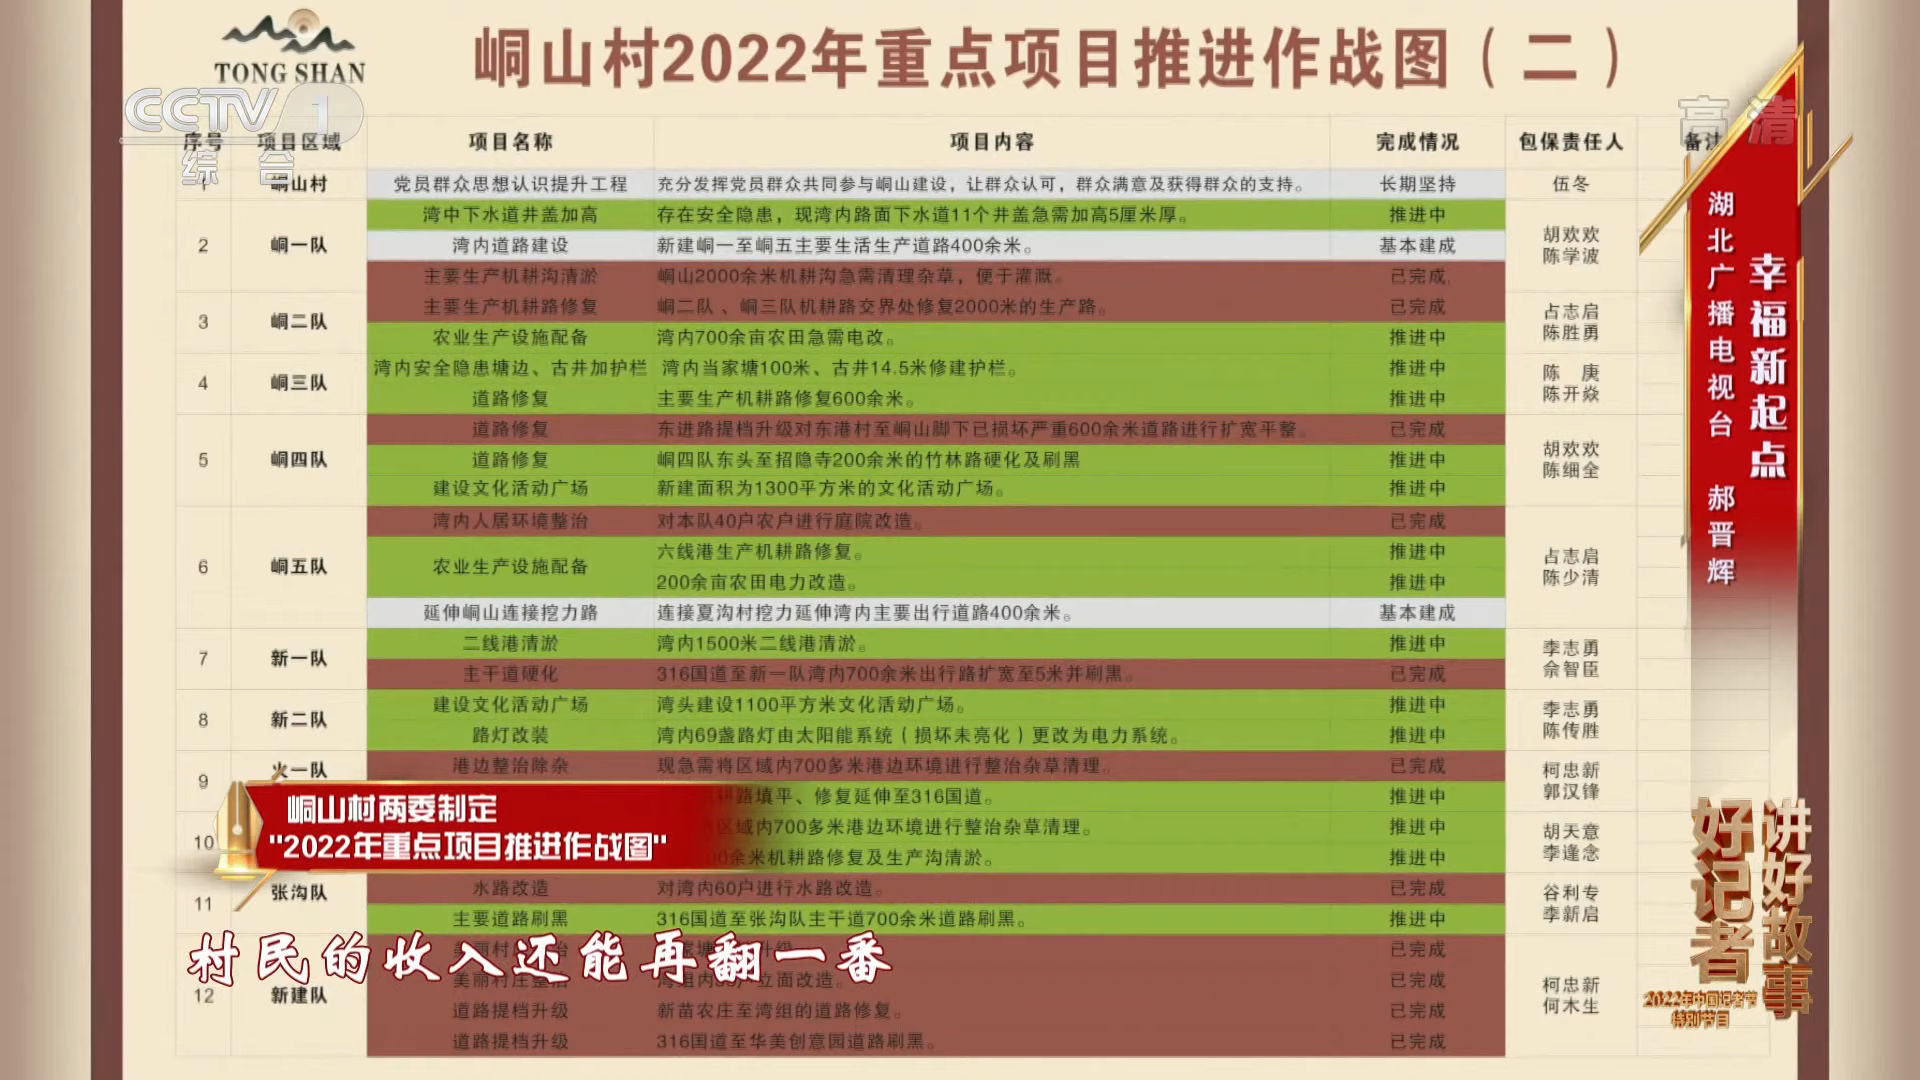 TONG SHAN
峒山村2022年重点项目推进作战图（二）
CCTV 1
综合
高清
序号 项目区域 项目名称 项目内容 完成情况 包保责任人 备注
1 峒山村 党员群众思想认识提升工程 充分发挥党员群众共同参与峒山建设，让群众认可，群众满意及获得群众的支持。 长期坚持 伍冬
2 峒一队 湾中下水道井盖加高 存在安全隐患，现湾内路面下水道11个井盖急需加高5厘米厚。 推进中 胡欢欢 陈学波
湾内道路建设 新建峒一至峒五主要生活生产道路400余米。 基本建成
主要生产机耕沟清淤 峒山2000余米机耕沟急需清理杂草，便于灌溉。 已完成
3 峒二队 主要生产机耕路修复 峒二队、峒三队机耕路交界处修复2000米的生产路。 已完成 占志启 陈胜勇
农业生产设施配备 湾内700余亩农田急需电改。 推进中
4 峒三队 湾内安全隐患塘边、古井加护栏 湾内当家塘100米、古井14.5米修建护栏。 推进中 陈 庚 陈开焱
道路修复 主要生产机耕路修复600余米。 推进中
5 峒四队 道路修复 东进路提档升级对东港村至峒山脚下已损坏严重600余米道路进行扩宽平整。 已完成 胡欢欢 陈细全
道路修复 峒四队东头至招隐寺200余米的竹林路硬化及刷黑 推进中
建设文化活动广场 新建面积为1300平方米的文化活动广场。 推进中
6 峒五队 湾内人居环境整治 对本队40户农户进行庭院改造。 已完成 占志启 陈少清
农业生产设施配备 六线港生产机耕路修复。 推进中
200余亩农田电力改造。 推进中
延伸峒山连接挖力路 连接夏沟村挖力延伸湾内主要出行道路400余米。 基本建成
7 新一队 二线港清淤 湾内1500米二线港清淤。 推进中 李志勇 余智臣
主干道硬化 316国道至新一队湾内700余米出行路扩宽至5米并刷黑。 已完成
8 新二队 建设文化活动广场 湾头建设1100平方米文化活动广场。 推进中 李志勇 陈传胜
路灯改装 湾内69盏路灯由太阳能系统（损坏未亮化）更改为电力系统。 推进中
9 火一队 港边整治除杂 现急需将区域内700多米港边环境进行整治杂草清理。 已完成 柯忠新 郭汉锋
耕路填平、修复延伸至316国道。 推进中
10 区域内700多米港边环境进行整治杂草清理。 推进中 胡天意 李逢念
余米机耕路修复及生产沟清淤。 推进中
11 张沟队 水路改造 对湾内60户进行水路改造。 已完成 谷利专 李新启
主要道路刷黑 316国道至张沟队主干道700余米道路刷黑。 推进中
12 新建队 已完成 柯忠新 何木生
美丽村庄整治 立面改造。 已完成
道路提档升级 新苗农庄至湾组的道路修复。 已完成
道路提档升级 316国道至华美创意园道路刷黑。 已完成
峒山村两委制定
"2022年重点项目推进作战图"
村民的收入还能再翻一番
幸福新起点
湖北广播电视台 郝晋辉
讲好故事
好记者
2022年中国记者节
特别节目